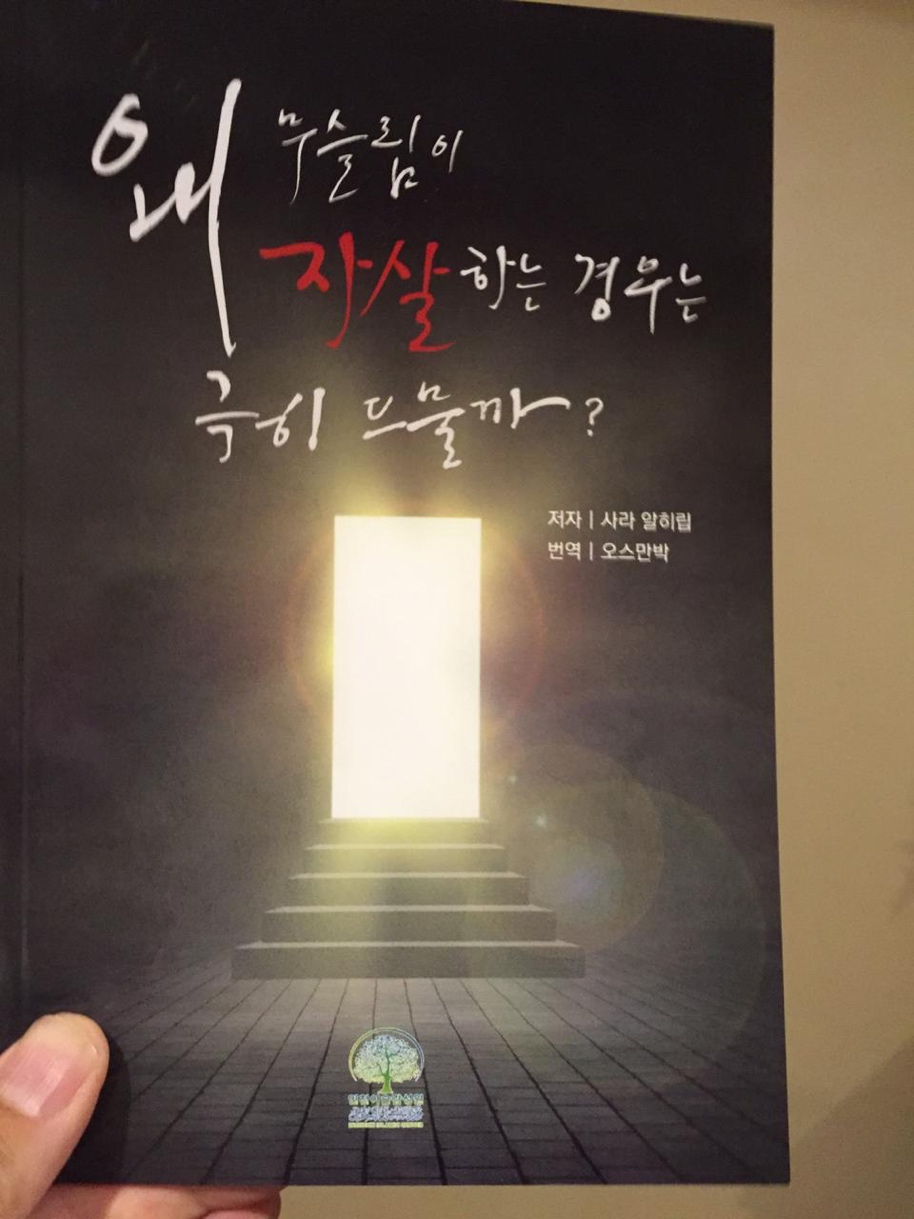 왜 무슬림이
자살하는 경우는
극히 드물까?
저자 | 사라 알히립
번역 | 오스만박